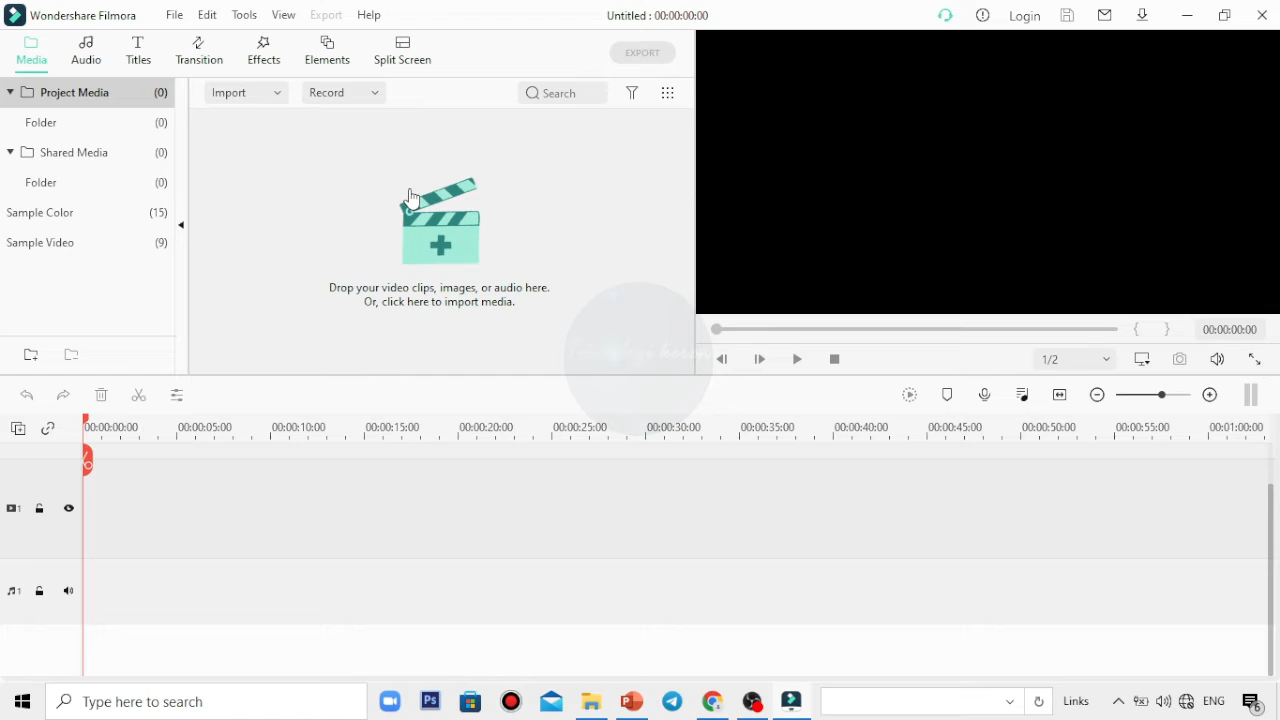 Wondershare Filmora File Edit Tools View Export Help Untitled : 00:00:00:00 Login
Media Audio Titles Transition Effects Elements Split Screen EXPORT
Project Media (0) Import Record Search
Folder (0)
Shared Media (0)
Folder (0)
Sample Color (15)
Sample Video (9)
Drop your video clips, images, or audio here.
Or, click here to import media.
{ } 00:00:00:00
1/2
00:00:00:00 00:00:05:00 00:00:10:00 00:00:15:00 00:00:20:00 00:00:25:00 00:00:30:00 00:00:35:00 00:00:40:00 00:00:45:00 00:00:50:00 00:00:55:00 00:01:00:00
1
1
Type here to search Ps Links ENG 6